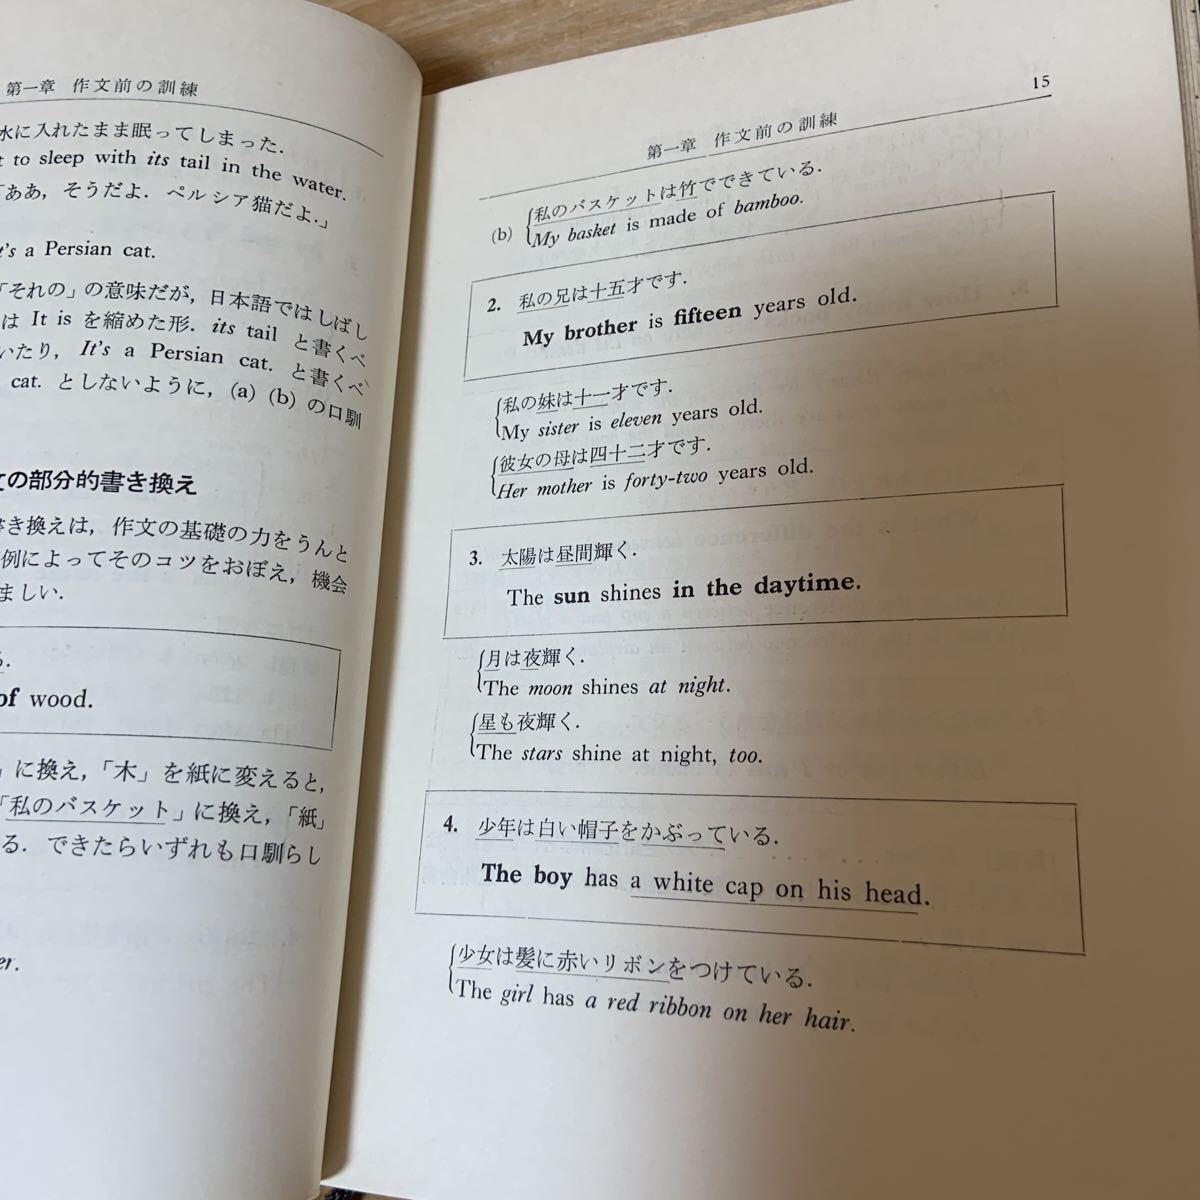 第一章 作文前の訓練
水に入れたまま眠ってしまった.
to sleep with its tail in the water.
「ああ, そうだよ. ペルシア猫だよ.」
t's a Persian cat.
「それの」の意味だが, 日本語ではしばし
は It is を縮めた形. its tail と書くべ
いたり, It's a Persian cat. と書くべ
cat. としないように, (a) (b) の口馴
文の部分的書き換え
書き換えは, 作文の基礎の力をうんと
例によってそのコツをおぼえ, 機会
ましい.
る.
of wood.
」に換え,「木」を紙に変えると,
「私のバスケット」に換え,「紙」
る. できたらいずれも口馴らし
er.
15
第一章 作文前の訓練
(b) 私のバスケットは竹でできている.
My basket is made of bamboo.
2. 私の兄は十五才です.
My brother is fifteen years old.
私の妹は十一才です.
My sister is eleven years old.
彼女の母は四十二才です.
Her mother is forty-two years old.
3. 太陽は昼間輝く.
The sun shines in the daytime.
月は夜輝く.
The moon shines at night.
星も夜輝く.
The stars shine at night, too.
4. 少年は白い帽子をかぶっている.
The boy has a white cap on his head.
少女は髪に赤いリボンをつけている.
The girl has a red ribbon on her hair.